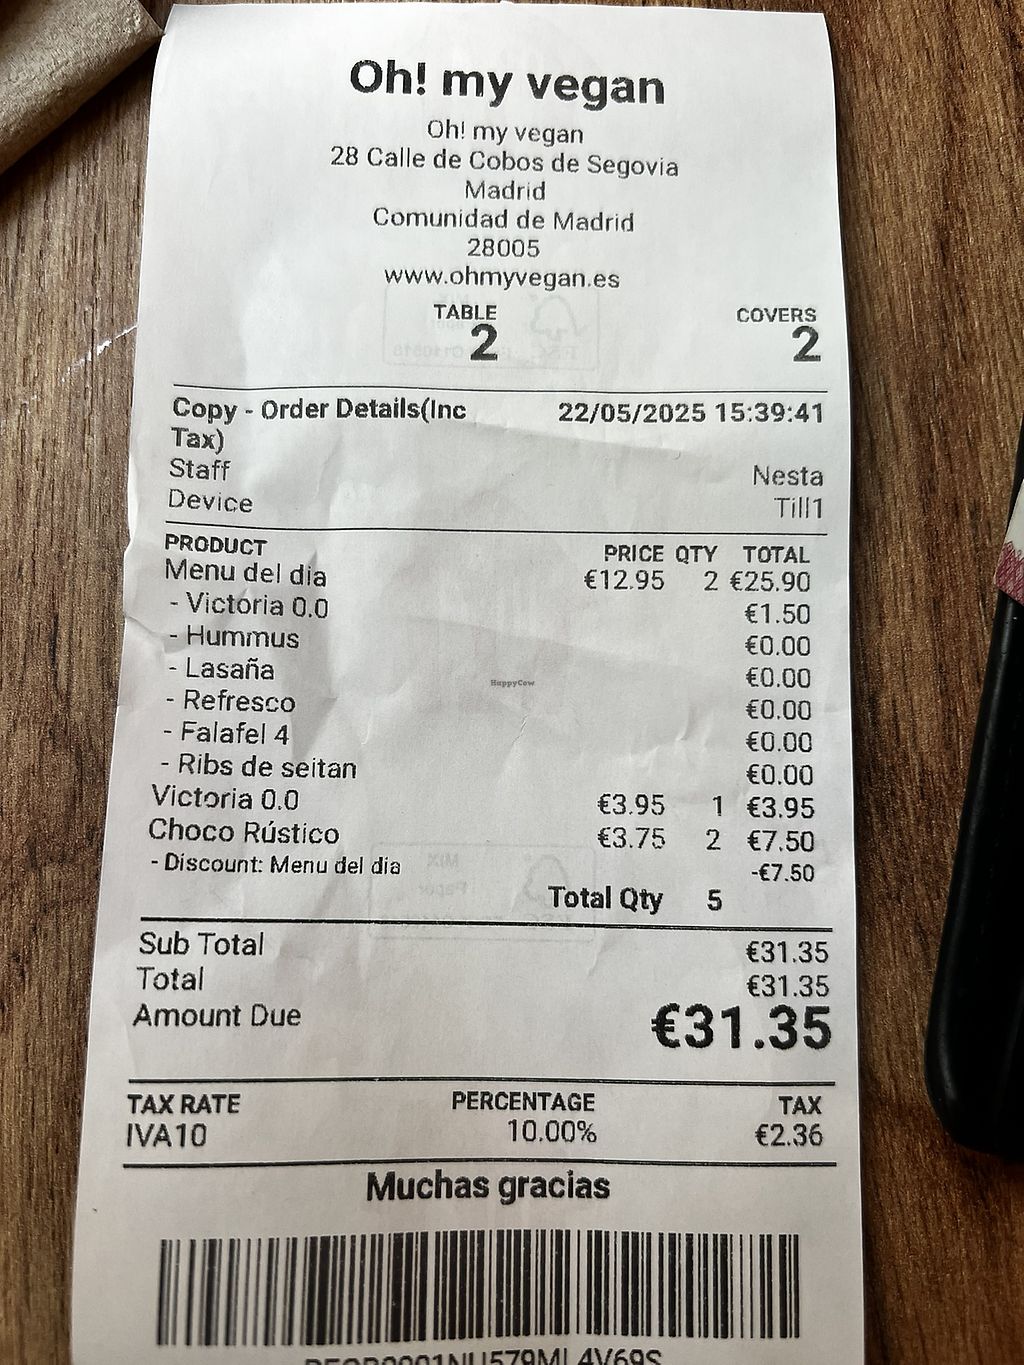 Oh! my vegan
Oh! my vegan
28 Calle de Cobos de Segovia
Madrid
Comunidad de Madrid
28005
www.ohmyvegan.es
TABLE COVERS
2 2
Copy - Order Details(Inc 22/05/2025 15:39:41
Tax)
Staff Nesta
Device Till1
PRODUCT PRICE QTY TOTAL
Menu del dia €12.95 2 €25.90
- Victoria 0.0 €1.50
- Hummus €0.00
- Lasaña €0.00
- Refresco €0.00
- Falafel 4 €0.00
- Ribs de seitan €0.00
HappyCow
Victoria 0.0 €3.95 1 €3.95
Choco Rústico €3.75 2 €7.50
- Discount: Menu del dia -€7.50
Total Qty 5
Sub Total €31.35
Total €31.35
Amount Due €31.35
TAX RATE PERCENTAGE TAX
IVA10 10.00% €2.36
Muchas gracias